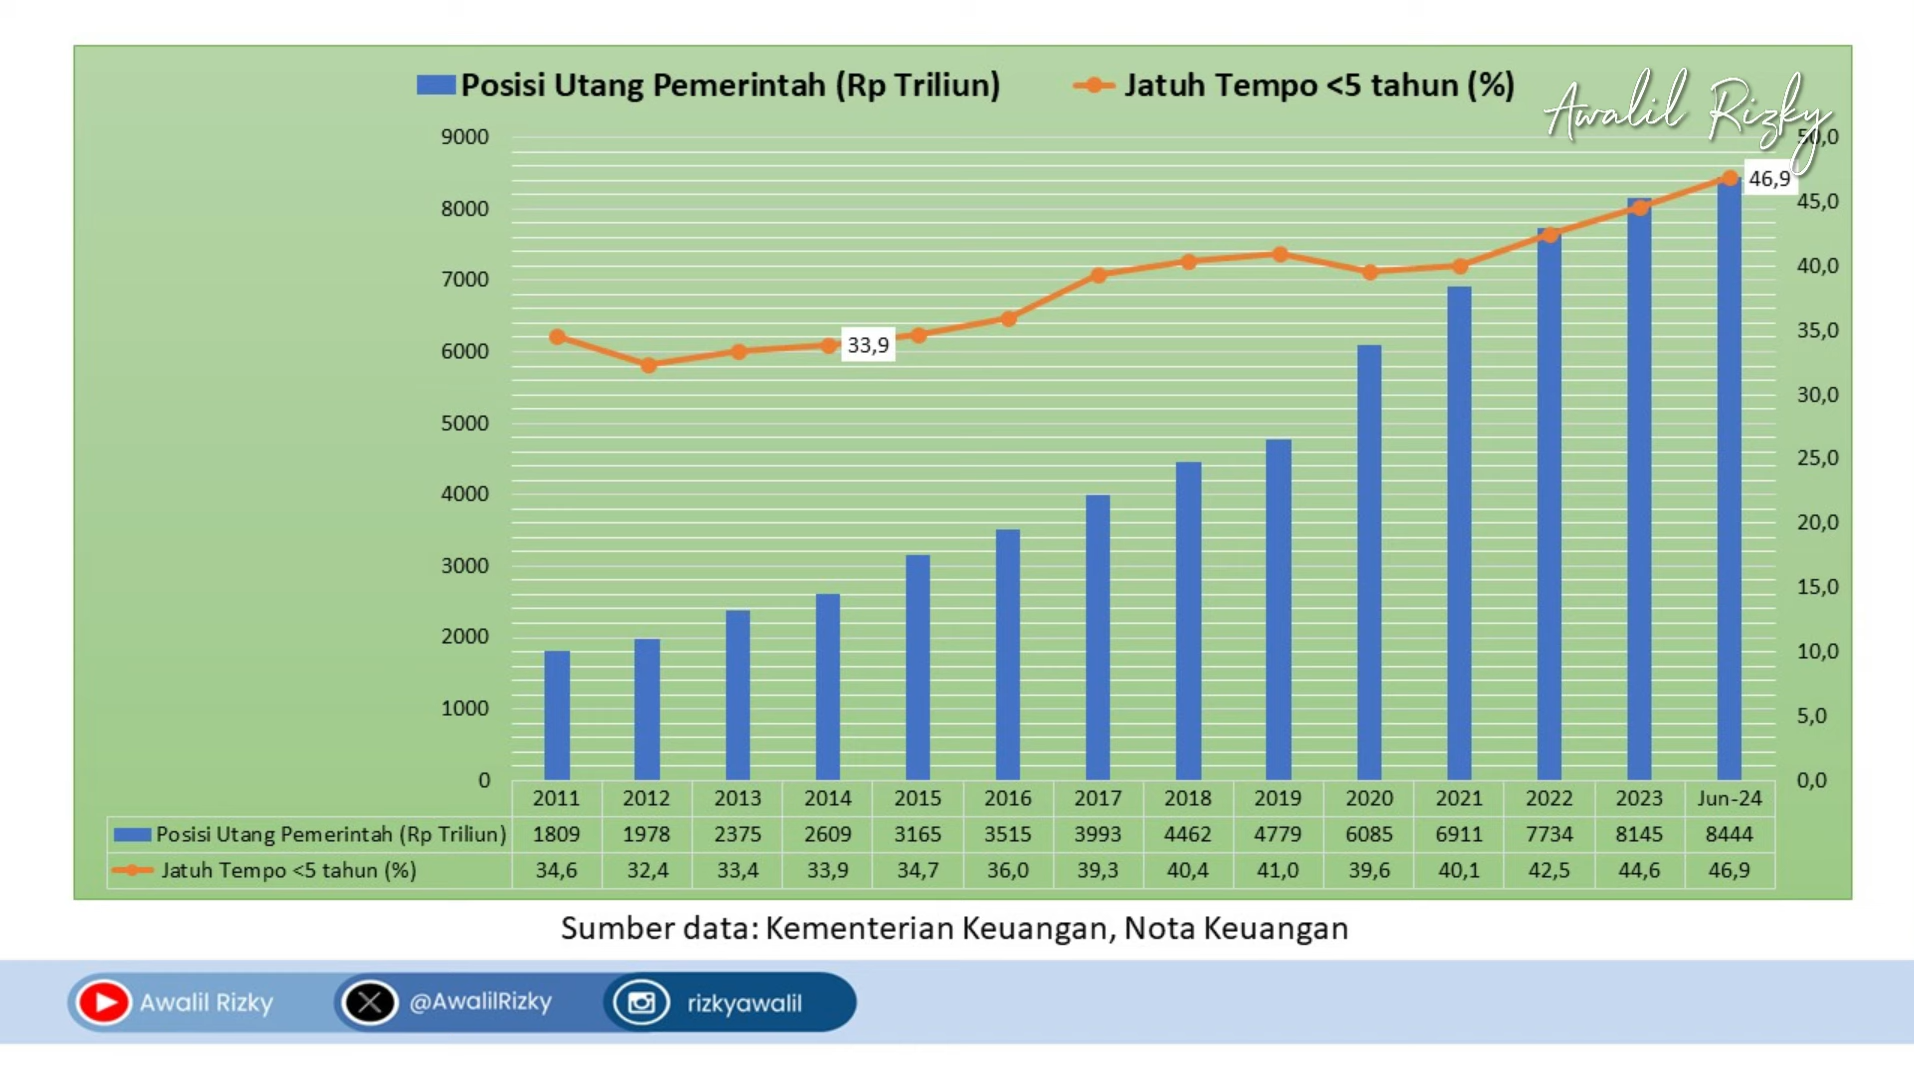 Posisi Utang Pemerintah (Rp Triliun) Jatuh Tempo <5 tahun (%)
Awalil Rizky
9000 50,0
46,9
8000 45,0
7000 40,0
33,9
6000 35,0
5000 30,0
4000 25,0
3000 20,0
2000 15,0
1000 10,0
0 5,0
0,0
2011 2012 2013 2014 2015 2016 2017 2018 2019 2020 2021 2022 2023 Jun-24
Posisi Utang Pemerintah (Rp Triliun) 1809 1978 2375 2609 3165 3515 3993 4462 4779 6085 6911 7734 8145 8444
Jatuh Tempo <5 tahun (%) 34,6 32,4 33,4 33,9 34,7 36,0 39,3 40,4 41,0 39,6 40,1 42,5 44,6 46,9
Sumber data: Kementerian Keuangan, Nota Keuangan
Awalil Rizky @AwalilRizky rizkyawalil